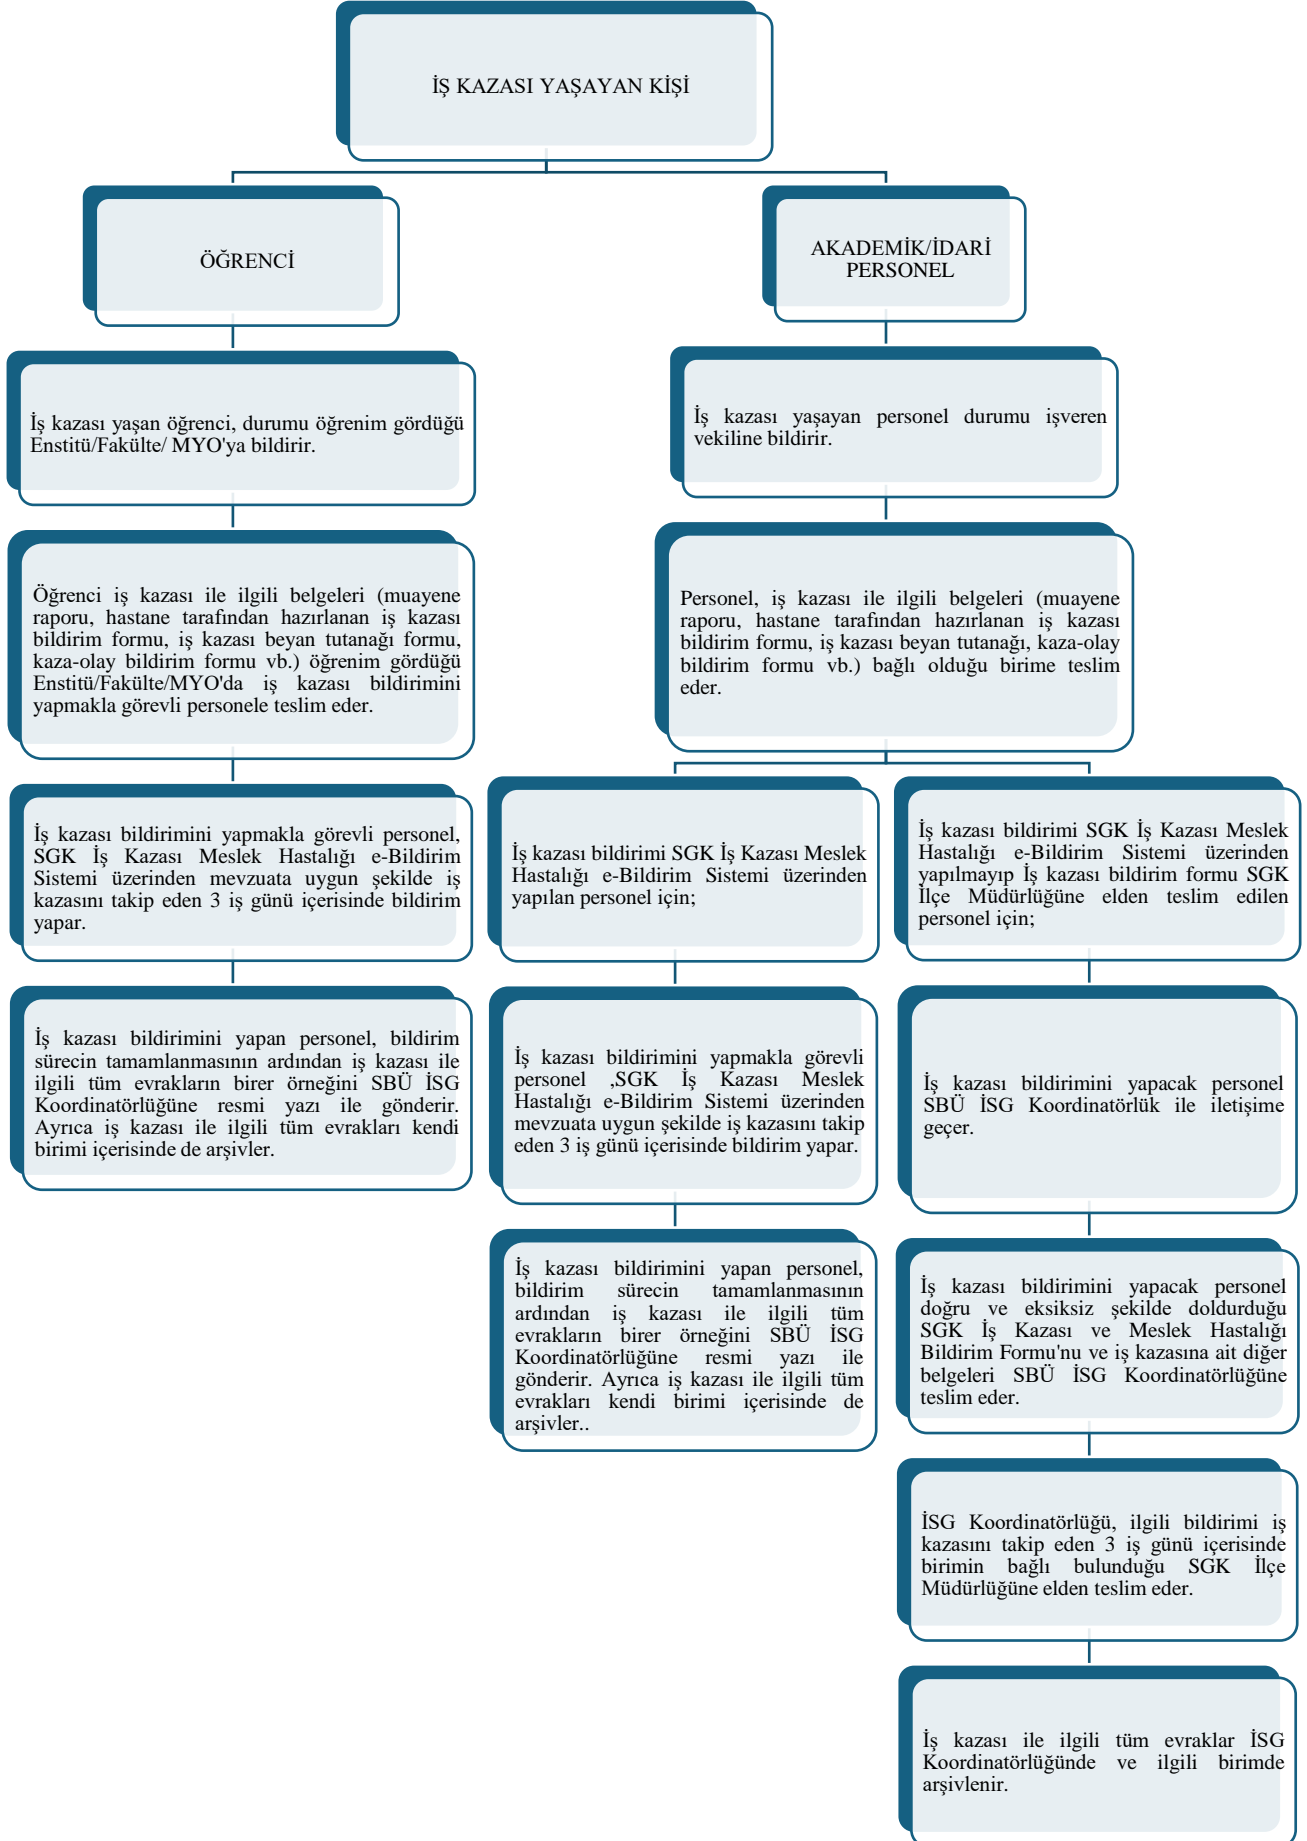 İŞ KAZASI YAŞAYAN KİŞİ
ÖĞRENCİ
İş kazası yaşan öğrenci, durumu öğrenim gördüğü
Enstitü/Fakülte/ MYO'ya bildirir.
Öğrenci iş kazası ile ilgili belgeleri (muayene
raporu, hastane tarafından hazırlanan iş kazası
bildirim formu, iş kazası beyan tutanağı formu,
kaza-olay bildirim formu vb.) öğrenim gördüğü
Enstitü/Fakülte/MYO'da iş kazası bildirimini
yapmakla görevli personele teslim eder.
İş kazası bildirimini yapmakla görevli personel,
SGK İş Kazası Meslek Hastalığı e-Bildirim
Sistemi üzerinden mevzuata uygun şekilde iş
kazasını takip eden 3 iş günü içerisinde bildirim
yapar.
İş kazası bildirimini yapan personel, bildirim
sürecin tamamlanmasının ardından iş kazası ile
ilgili tüm evrakların birer örneğini SBÜ İSG
Koordinatörlüğüne resmi yazı ile gönderir.
Ayrıca iş kazası ile ilgili tüm evrakları kendi
birimi içerisinde de arşivler.
AKADEMİK/İDARİ
PERSONEL
İş kazası yaşayan personel durumu işveren
vekiline bildirir.
Personel, iş kazası ile ilgili belgeleri (muayene
raporu, hastane tarafından hazırlanan iş kazası
bildirim formu, iş kazası beyan tutanağı, kaza-olay
bildirim formu vb.) bağlı olduğu birime teslim
eder.
İş kazası bildirimi SGK İş Kazası Meslek
Hastalığı e-Bildirim Sistemi üzerinden
yapılan personel için;
İş kazası bildirimini yapmakla görevli
personel ,SGK İş Kazası Meslek
Hastalığı e-Bildirim Sistemi üzerinden
mevzuata uygun şekilde iş kazasını takip
eden 3 iş günü içerisinde bildirim yapar.
İş kazası bildirimini yapan personel,
bildirim sürecin tamamlanmasının
ardından iş kazası ile ilgili tüm
evrakların birer örneğini SBÜ İSG
Koordinatörlüğüne resmi yazı ile
gönderir. Ayrıca iş kazası ile ilgili tüm
evrakları kendi birimi içerisinde de
arşivler..
İş kazası bildirimi SGK İş Kazası Meslek
Hastalığı e-Bildirim Sistemi üzerinden
yapılmayıp İş kazası bildirim formu SGK
İlçe Müdürlüğüne elden teslim edilen
personel için;
İş kazası bildirimini yapacak personel
SBÜ İSG Koordinatörlük ile iletişime
geçer.
İş kazası bildirimini yapacak personel
doğru ve eksiksiz şekilde doldurduğu
SGK İş Kazası ve Meslek Hastalığı
Bildirim Formu'nu ve iş kazasına ait diğer
belgeleri SBÜ İSG Koordinatörlüğüne
teslim eder.
İSG Koordinatörlüğü, ilgili bildirimi iş
kazasını takip eden 3 iş günü içerisinde
birimin bağlı bulunduğu SGK İlçe
Müdürlüğüne elden teslim eder.
İş kazası ile ilgili tüm evraklar İSG
Koordinatörlüğünde ve ilgili birimde
arşivlenir.